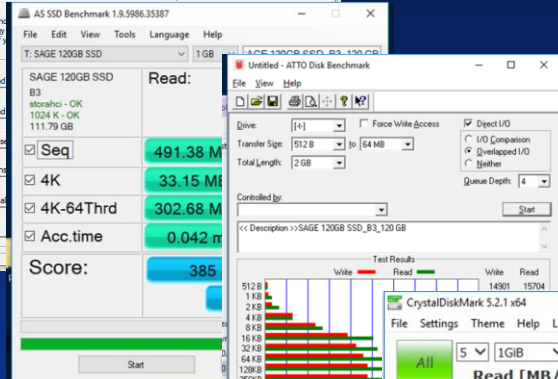 AS SSD Benchmark 1.9.5986.35387
File Edit View Tools Language Help
T: SAGE 120GB SSD
1 GB
SAGE 120GB SSD_B3_120 GB
SAGE 120GB SSD
B3
storahci - OK
1024 K - OK
111.79 GB
Read:
Seq
491.38 M
4K
33.15 MB
4K-64Thrd
302.68 M
Acc.time
0.042 m
Score:
385
Start
Untitled - ATTO Disk Benchmark
File View Help
Drive:
[-t-]
Force Write Access
Direct I/O
Transfer Size:
512 B
to
64 MB
I/O Comparison
Total Length:
2 GB
Overlapped I/O
Neither
Queue Depth:
4
Controlled by:
Start
<< Description >>SAGE 120GB SSD_B3_120 GB
Test Results
Write
Read
Write
Read
512 B
14901
15704
1 KB
2 KB
4 KB
8 KB
16 KB
32 KB
64 KB
128KB
256KB
CrystalDiskMark 5.2.1 x64
File Settings Theme Help L
All
5
1GiB
Read [MB/